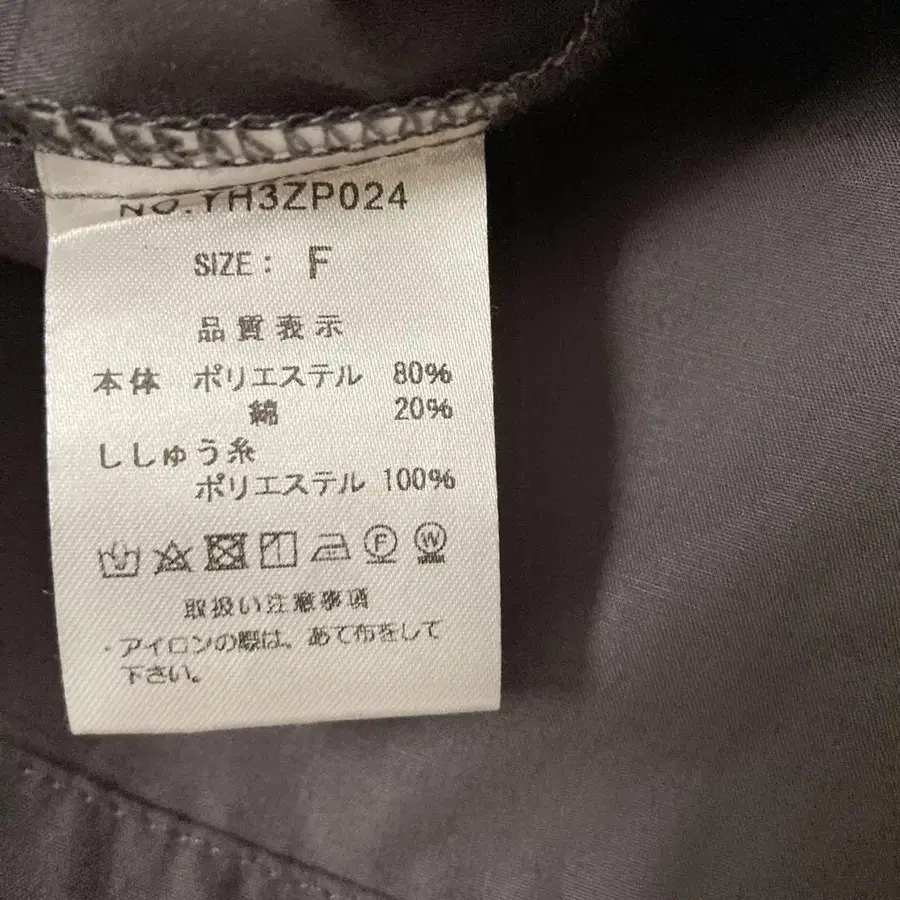 NO.YH3ZP024
SIZE: F
品質表示
本体 ポリエステル 80%
綿 20%
ししゅう糸
ポリエステル 100%
F W
取扱い注意事項
・アイロンの際は、あて布をして
下さい。